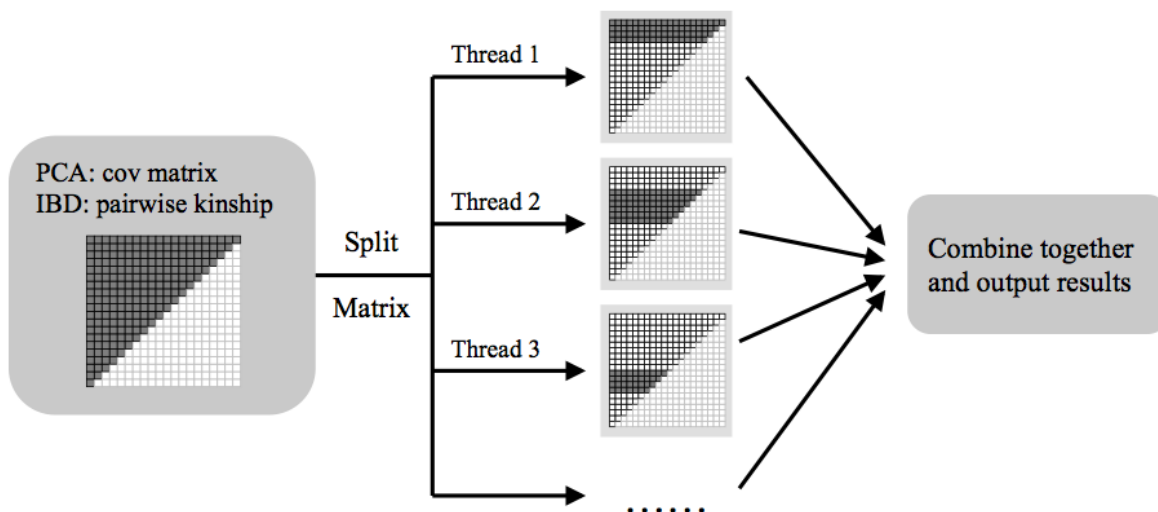 PCA: cov matrix
IBD: pairwise kinship
Split
Matrix
Thread 1
Thread 2
Thread 3
......
Combine together
and output results